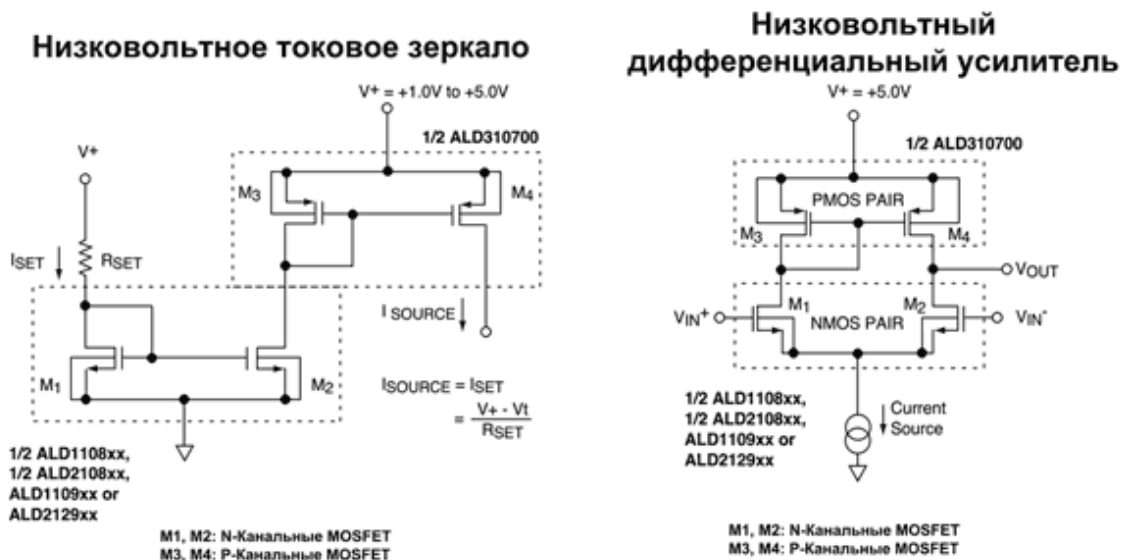 Низковольтное токовое зеркало
V+ = +1.0V to +5.0V
1/2 ALD310700
V+
M3
M4
ISET
RSET
I SOURCE
M1
M2
ISOURCE = ISET
= V+ - Vt
RSET
1/2 ALD1108xx,
1/2 ALD2108xx,
ALD1109xx or
ALD2129xx
M1, M2: N-Канальные MOSFET
M3, M4: P-Канальные MOSFET
Низковольтный
дифференциальный усилитель
V+ = +5.0V
1/2 ALD310700
PMOS PAIR
M3
M4
VOUT
M1
M2
VIN+
NMOS PAIR
VIN-
1/2 ALD1108xx,
1/2 ALD2108xx,
ALD1109xx or
ALD2129xx
Current
Source
M1, M2: N-Канальные MOSFET
M3, M4: P-Канальные MOSFET